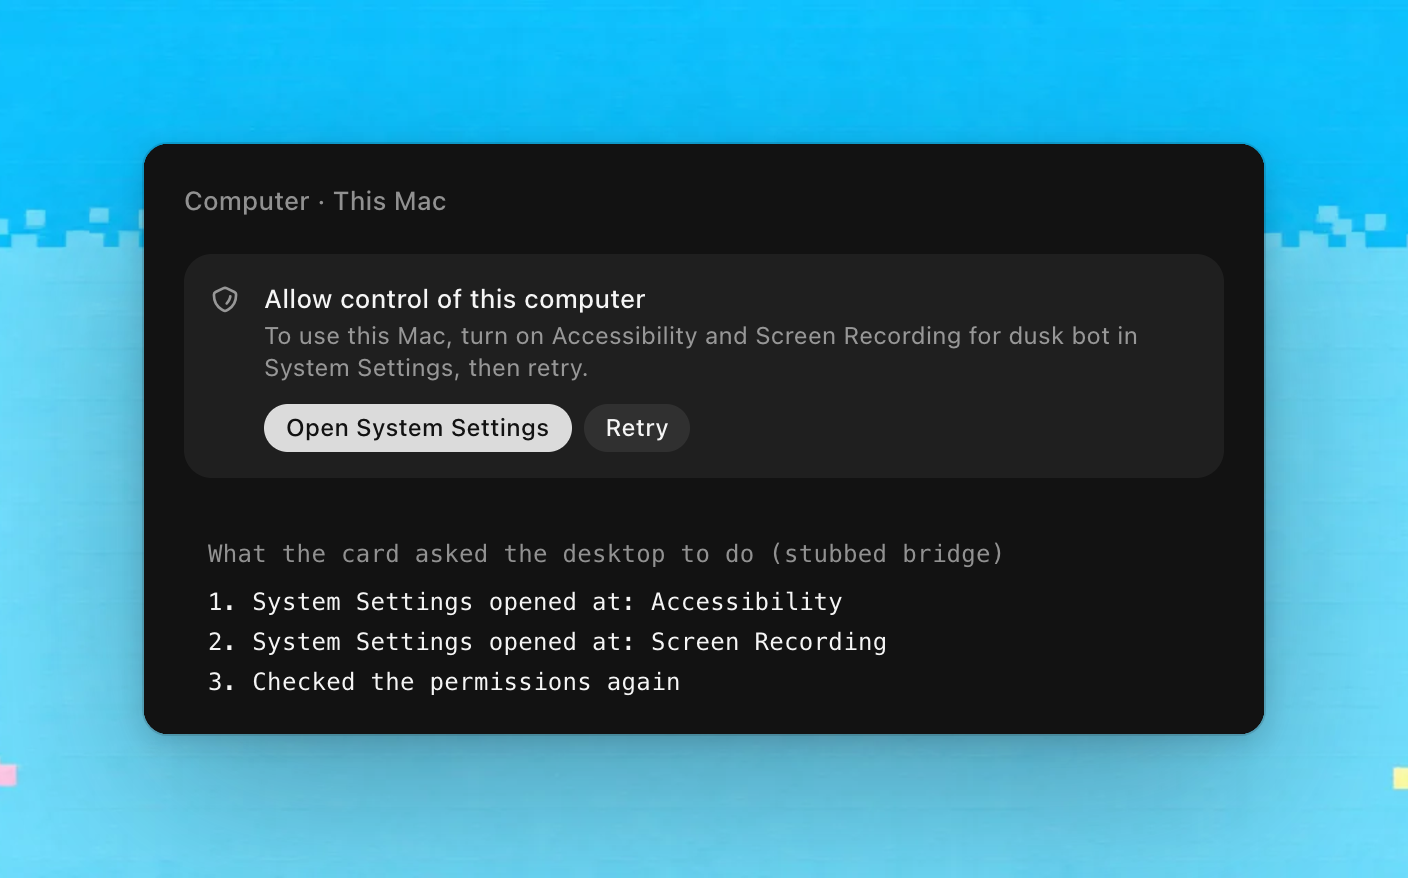 Computer · This Mac
Allow control of this computer
To use this Mac, turn on Accessibility and Screen Recording for dusk bot in
System Settings, then retry.
Open System Settings
Retry
What the card asked the desktop to do (stubbed bridge)
1. System Settings opened at: Accessibility
2. System Settings opened at: Screen Recording
3. Checked the permissions again